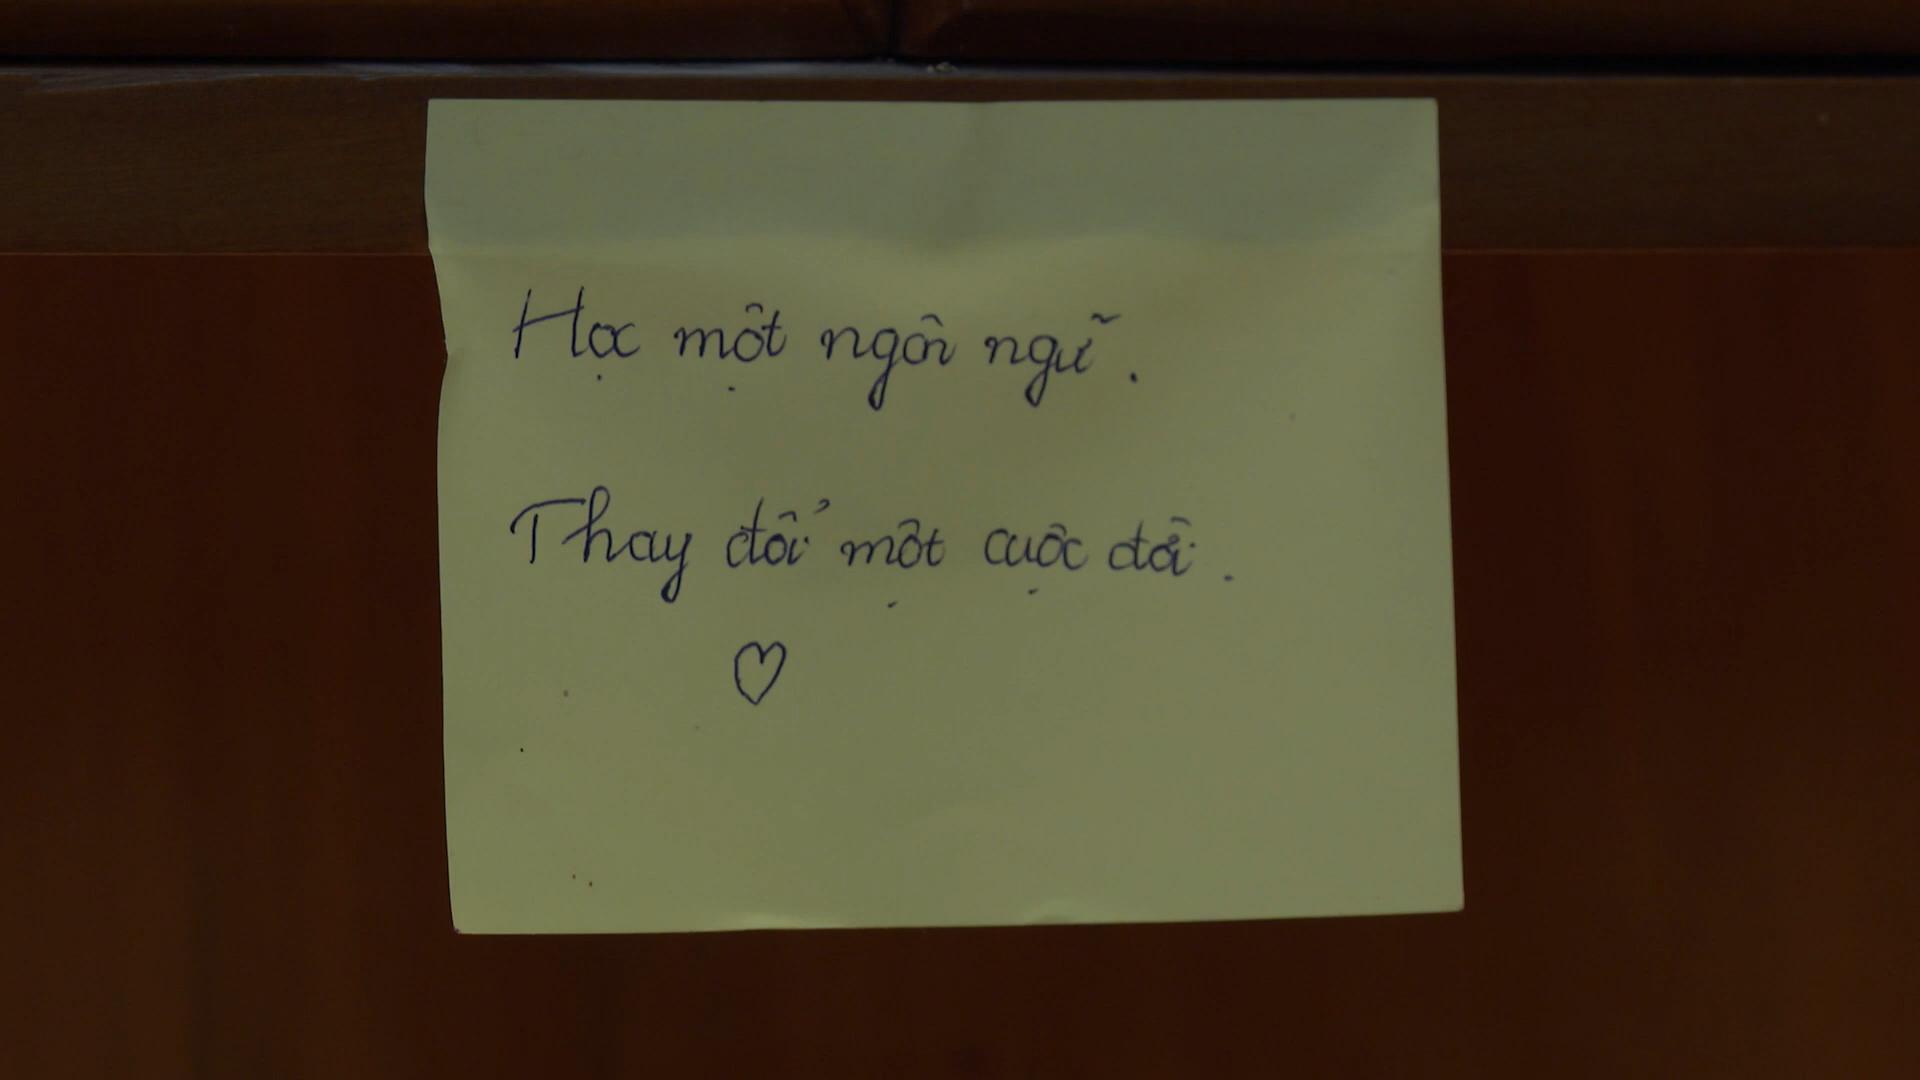 Học một ngôn ngữ.
Thay đổi một cuộc đời.
♡